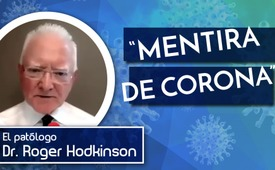 “MENTIRA
DE CORONA“
El patólogo
Dr. Roger Hodkinson